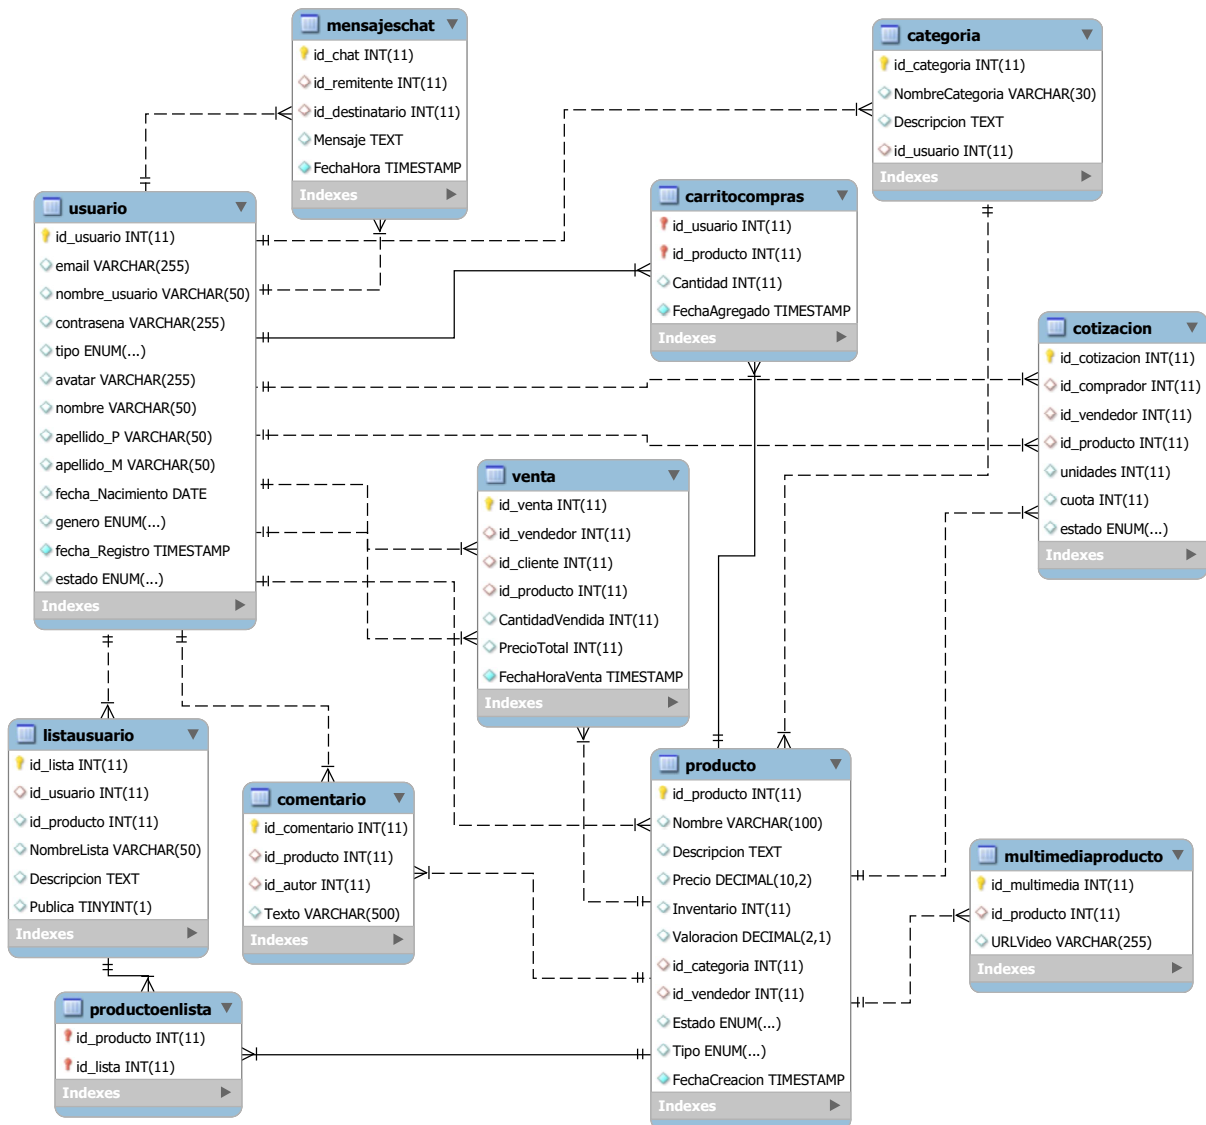 mensajeschat
id_chat INT(11)
id_remitente INT(11)
id_destinatario INT(11)
Mensaje TEXT
FechaHora TIMESTAMP
Indexes
categoria
id_categoria INT(11)
NombreCategoria VARCHAR(30)
Descripcion TEXT
id_usuario INT(11)
Indexes
usuario
id_usuario INT(11)
email VARCHAR(255)
nombre_usuario VARCHAR(50)
contrasena VARCHAR(255)
tipo ENUM(...)
avatar VARCHAR(255)
nombre VARCHAR(50)
apellido_P VARCHAR(50)
apellido_M VARCHAR(50)
fecha_Nacimiento DATE
genero ENUM(...)
fecha_Registro TIMESTAMP
estado ENUM(...)
Indexes
carritocompras
id_usuario INT(11)
id_producto INT(11)
Cantidad INT(11)
FechaAgregado TIMESTAMP
Indexes
cotizacion
id_cotizacion INT(11)
id_comprador INT(11)
id_vendedor INT(11)
id_producto INT(11)
unidades INT(11)
cuota INT(11)
estado ENUM(...)
Indexes
venta
id_venta INT(11)
id_vendedor INT(11)
id_cliente INT(11)
id_producto INT(11)
CantidadVendida INT(11)
PrecioTotal INT(11)
FechaHoraVenta TIMESTAMP
Indexes
listausuario
id_lista INT(11)
id_usuario INT(11)
id_producto INT(11)
NombreLista VARCHAR(50)
Descripcion TEXT
Publica TINYINT(1)
Indexes
comentario
id_comentario INT(11)
id_producto INT(11)
id_autor INT(11)
Texto VARCHAR(500)
Indexes
producto
id_producto INT(11)
Nombre VARCHAR(100)
Descripcion TEXT
Precio DECIMAL(10,2)
Inventario INT(11)
Valoracion DECIMAL(2,1)
id_categoria INT(11)
id_vendedor INT(11)
Estado ENUM(...)
Tipo ENUM(...)
FechaCreacion TIMESTAMP
Indexes
multimediaproducto
id_multimedia INT(11)
id_producto INT(11)
URLVideo VARCHAR(255)
Indexes
productoenlista
id_producto INT(11)
id_lista INT(11)
Indexes